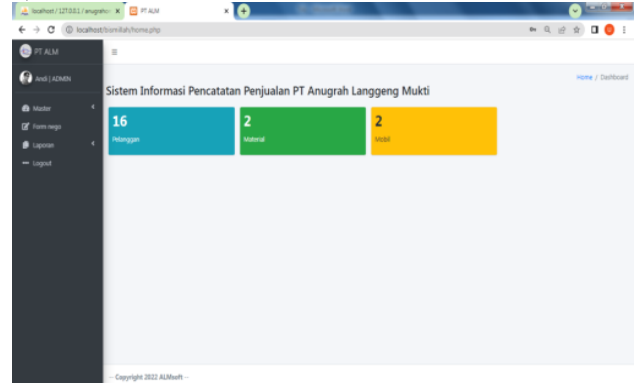 localhost / 127.0.0.1 / anugrah
PT ALM
localhost/bismillah/home.php
PT ALM
Andi | ADMIN
Home / Dashboard
Sistem Informasi Pencatatan Penjualan PT Anugrah Langgeng Mukti
Master
Form nego
Laporan
Logout
16
Pelanggan
2
Material
2
Mobil
-- Copyright 2022 ALMsoft --